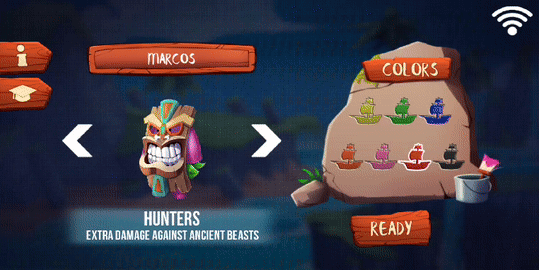 MARCOS
COLORS
HUNTERS
EXTRA DAMAGE AGAINST ANCIENT BEASTS
READY